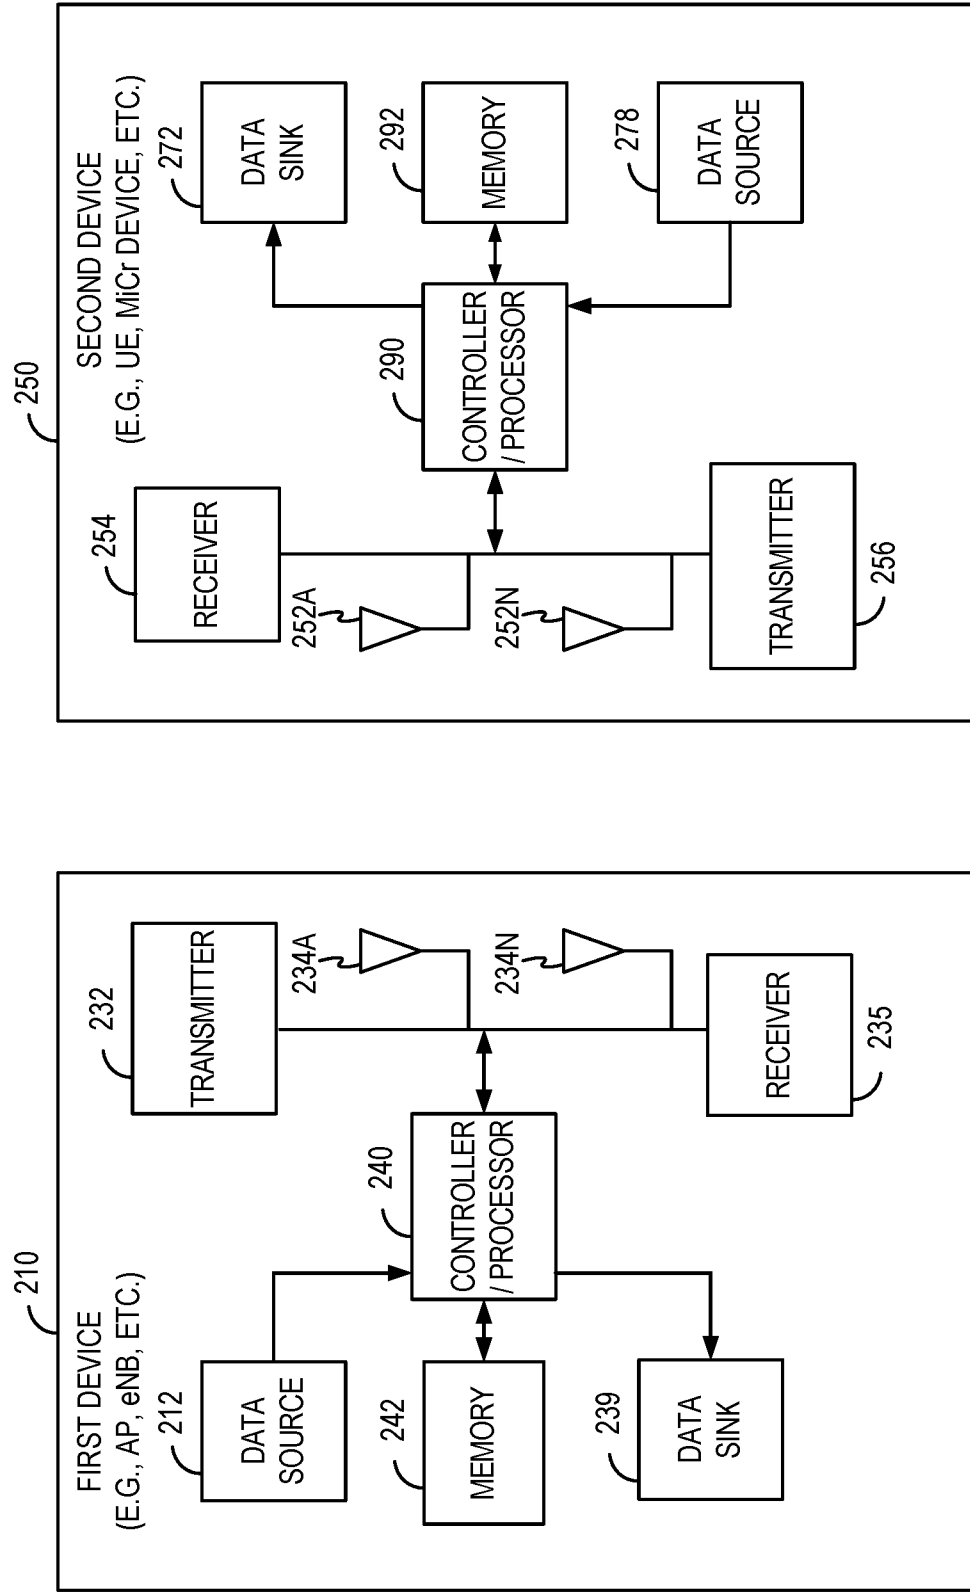 210
FIRST DEVICE
(E.G., AP, eNB, ETC.)
212
DATA
SOURCE
232
TRANSMITTER
234A
240
CONTROLLER
/ PROCESSOR
242
MEMORY
234N
239
DATA
SINK
RECEIVER
235
250
SECOND DEVICE
(E.G., UE, MiCr DEVICE, ETC.)
254
RECEIVER
272
DATA
SINK
252A
290
CONTROLLER
/ PROCESSOR
292
MEMORY
252N
278
DATA
SOURCE
TRANSMITTER
256